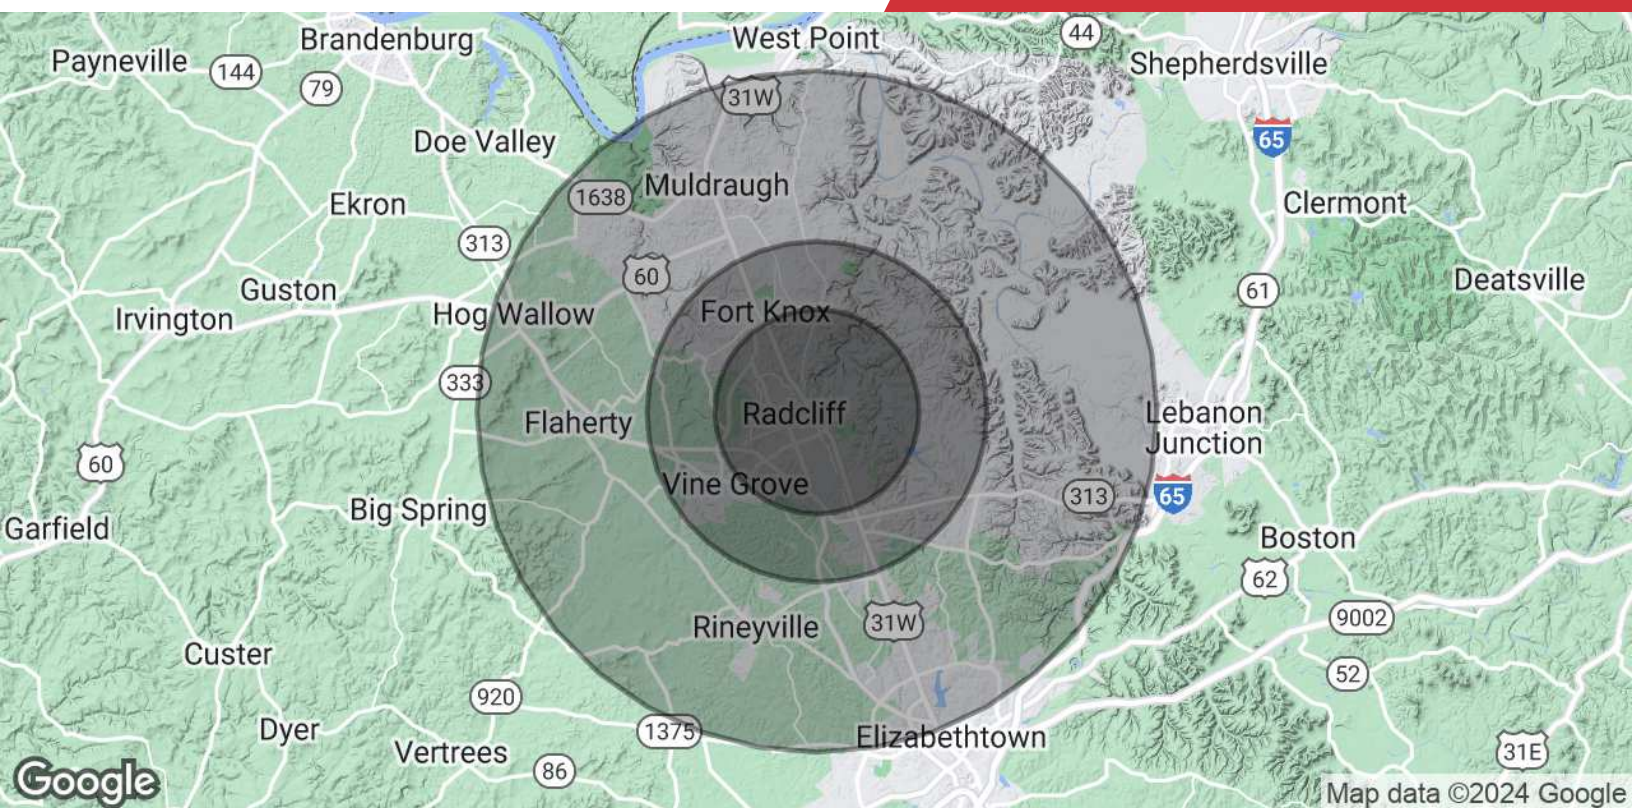 Brandenburg
West Point
44
Payneville
144
Shepherdsville
79
31W
Doe Valley
65
Muldraugh
1638
Ekron
Clermont
313
60
Deatsville
Guston
61
Irvington
Hog Wallow
Fort Knox
333
Flaherty
Radcliff
Lebanon
Junction
60
Vine Grove
313
65
Big Spring
Garfield
Boston
62
Rineyville
31W
9002
Custer
52
920
Dyer
1375
Elizabethtown
Vertrees
31E
86
Google
Map data ©2024 Google